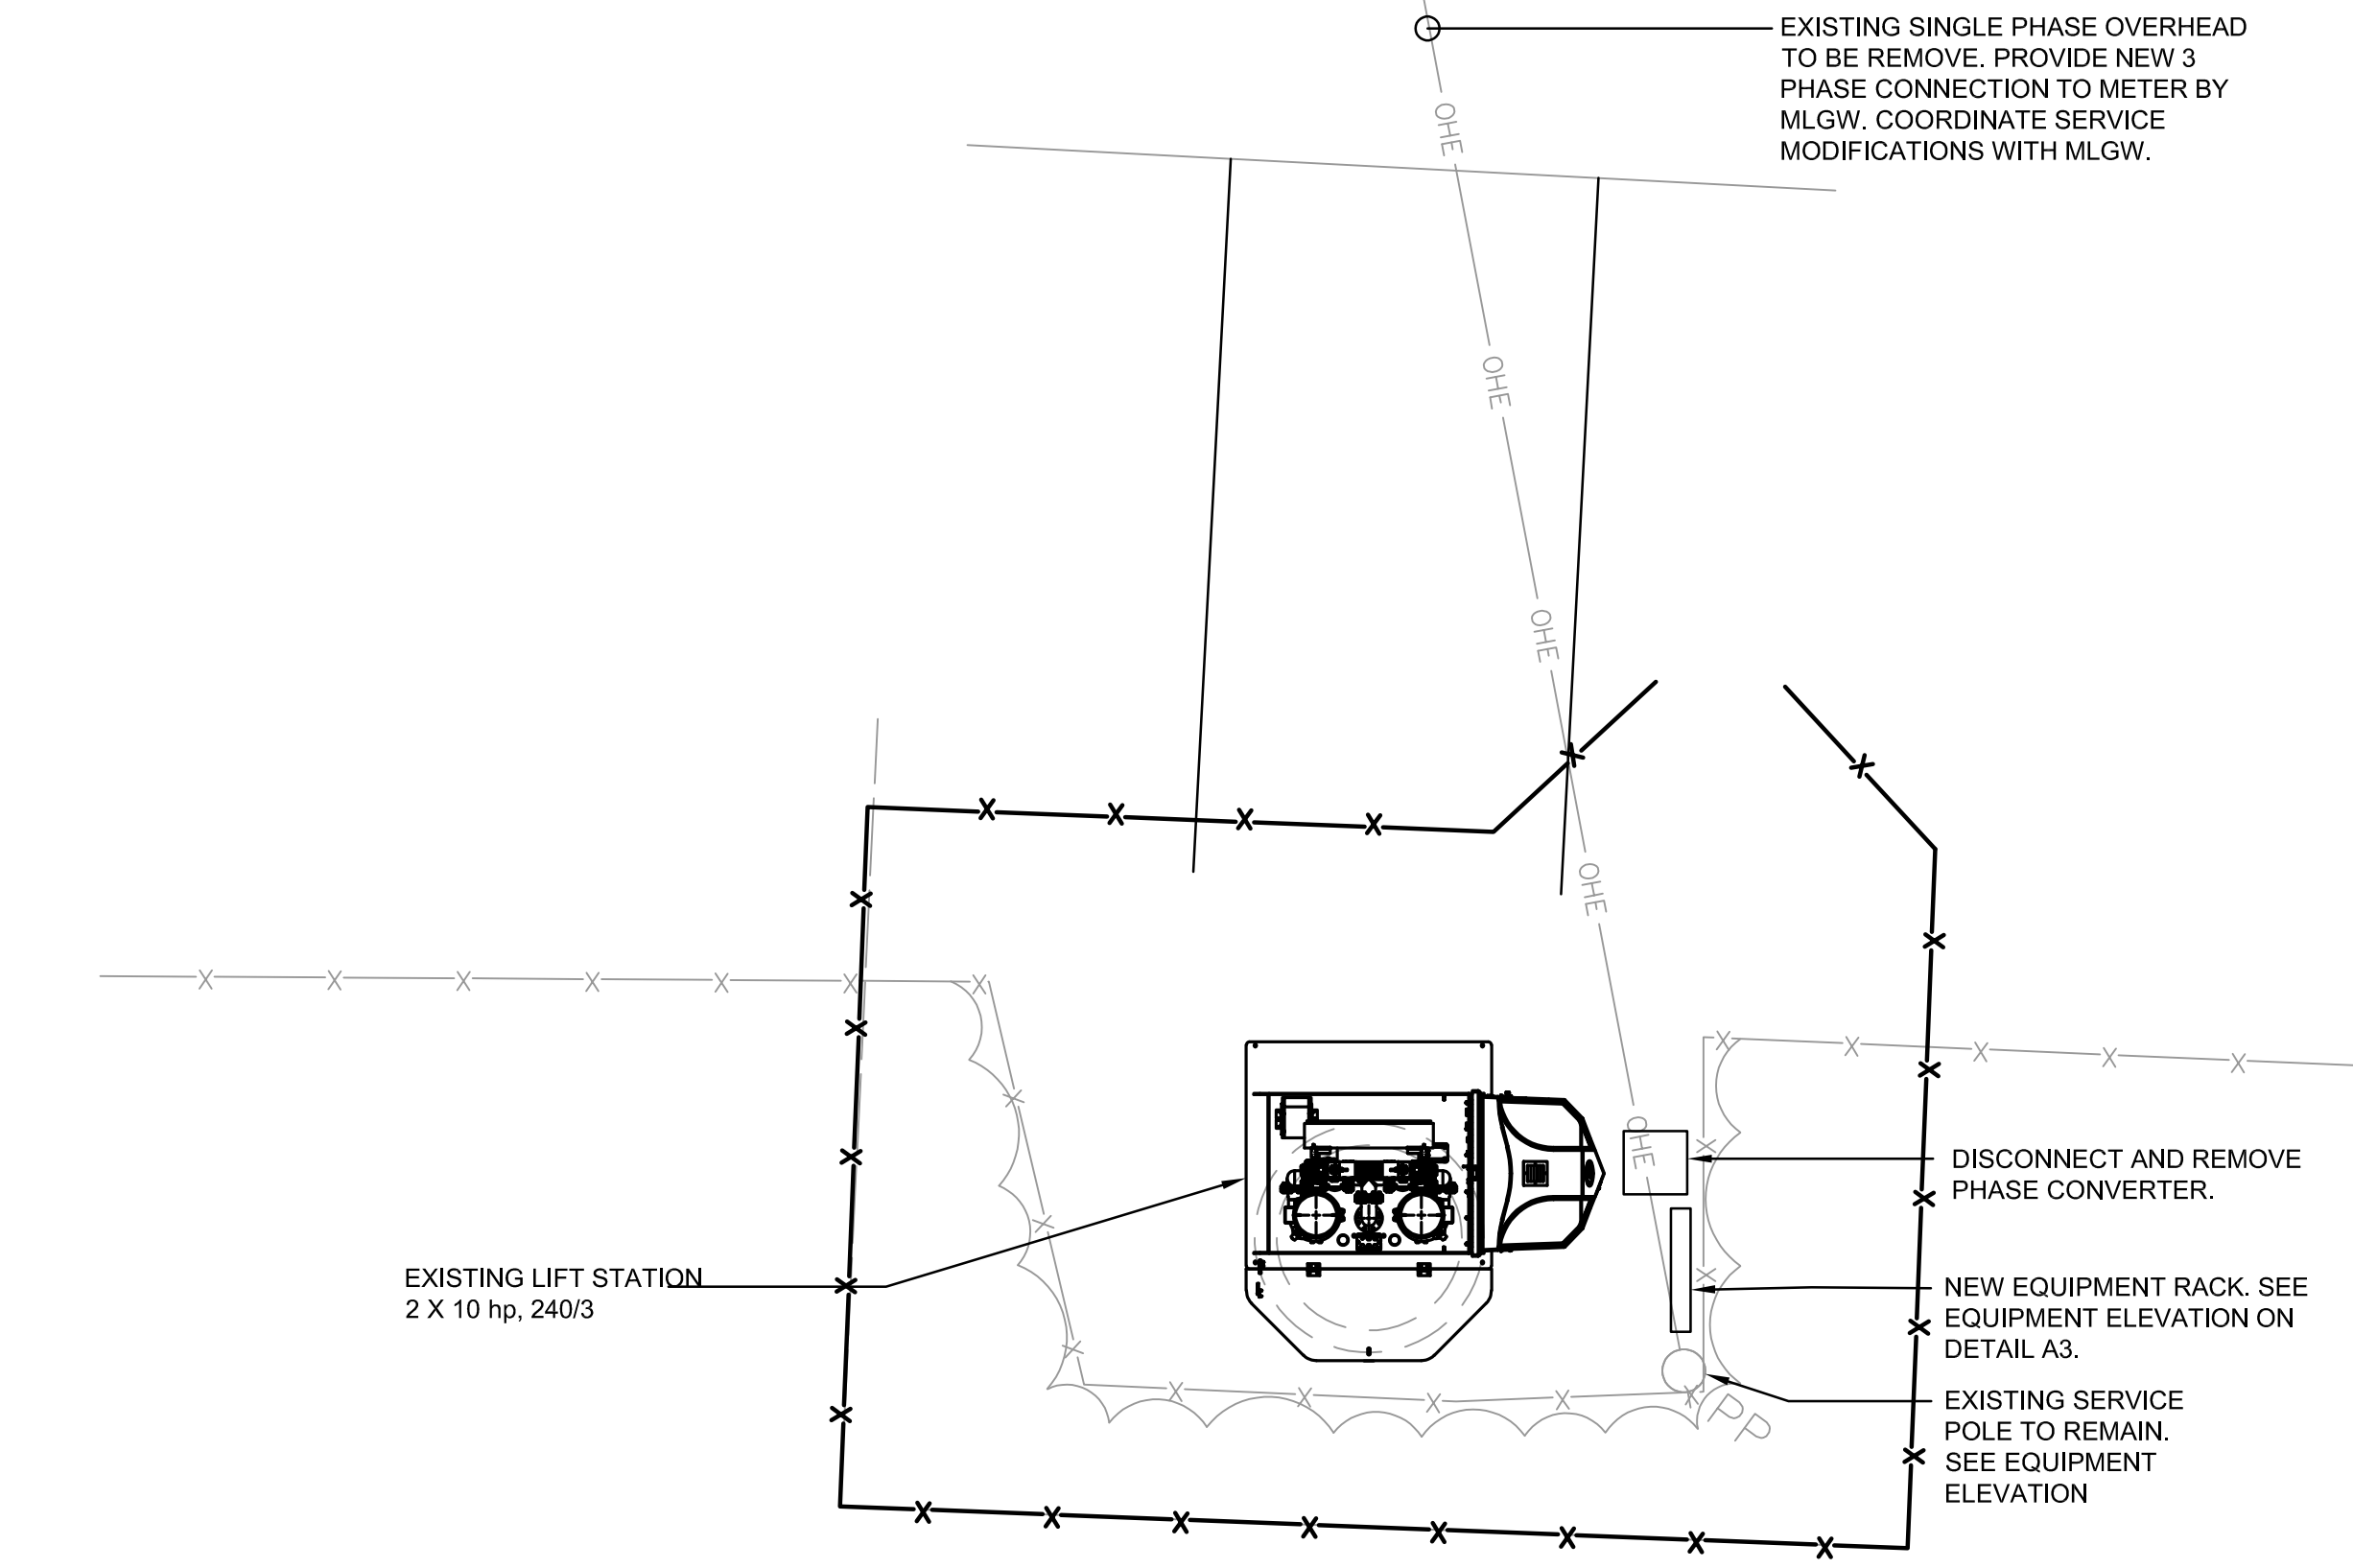 EXISTING SINGLE PHASE OVERHEAD
TO BE REMOVE. PROVIDE NEW 3
PHASE CONNECTION TO METER BY
MLGW. COORDINATE SERVICE
MODIFICATIONS WITH MLGW.
OHE
OHE
OHE
OHE
OHE
DISCONNECT AND REMOVE
PHASE CONVERTER.
EXISTING LIFT STATION
2 X 10 hp, 240/3
NEW EQUIPMENT RACK. SEE
EQUIPMENT ELEVATION ON
DETAIL A3.
EXISTING SERVICE
POLE TO REMAIN.
SEE EQUIPMENT
ELEVATION
PP